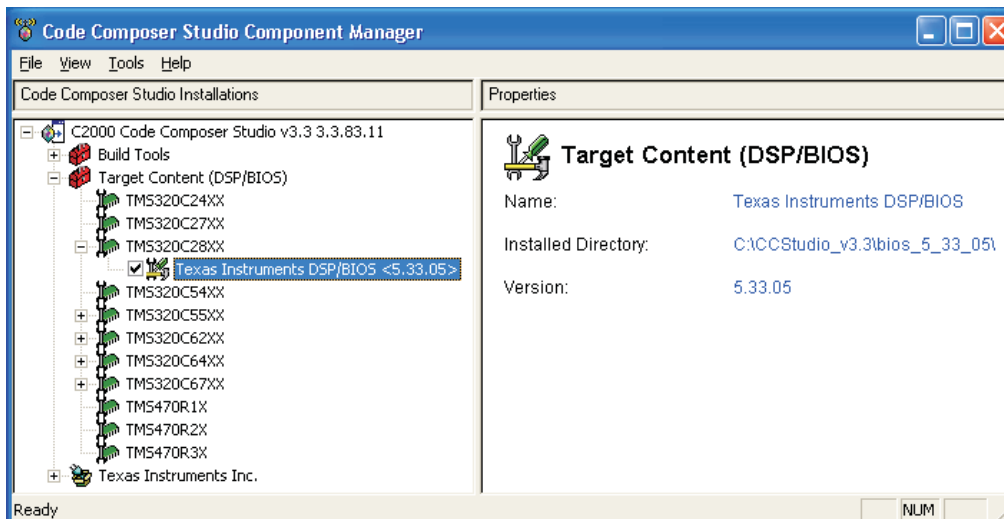 Code Composer Studio Component Manager
File View Tools Help
Code Composer Studio Installations
C2000 Code Composer Studio v3.3 3.3.83.11
Build Tools
Target Content (DSP/BIOS)
TMS320C24XX
TMS320C27XX
TMS320C28XX
Texas Instruments DSP/BIOS <5.33.05>
TMS320C54XX
TMS320C55XX
TMS320C62XX
TMS320C64XX
TMS320C67XX
TMS470R1X
TMS470R2X
TMS470R3X
Texas Instruments Inc.
Properties
Target Content (DSP/BIOS)
Name: Texas Instruments DSP/BIOS
Installed Directory: C:\CCStudio_v3.3\bios_5_33_05\
Version: 5.33.05
Ready NUM